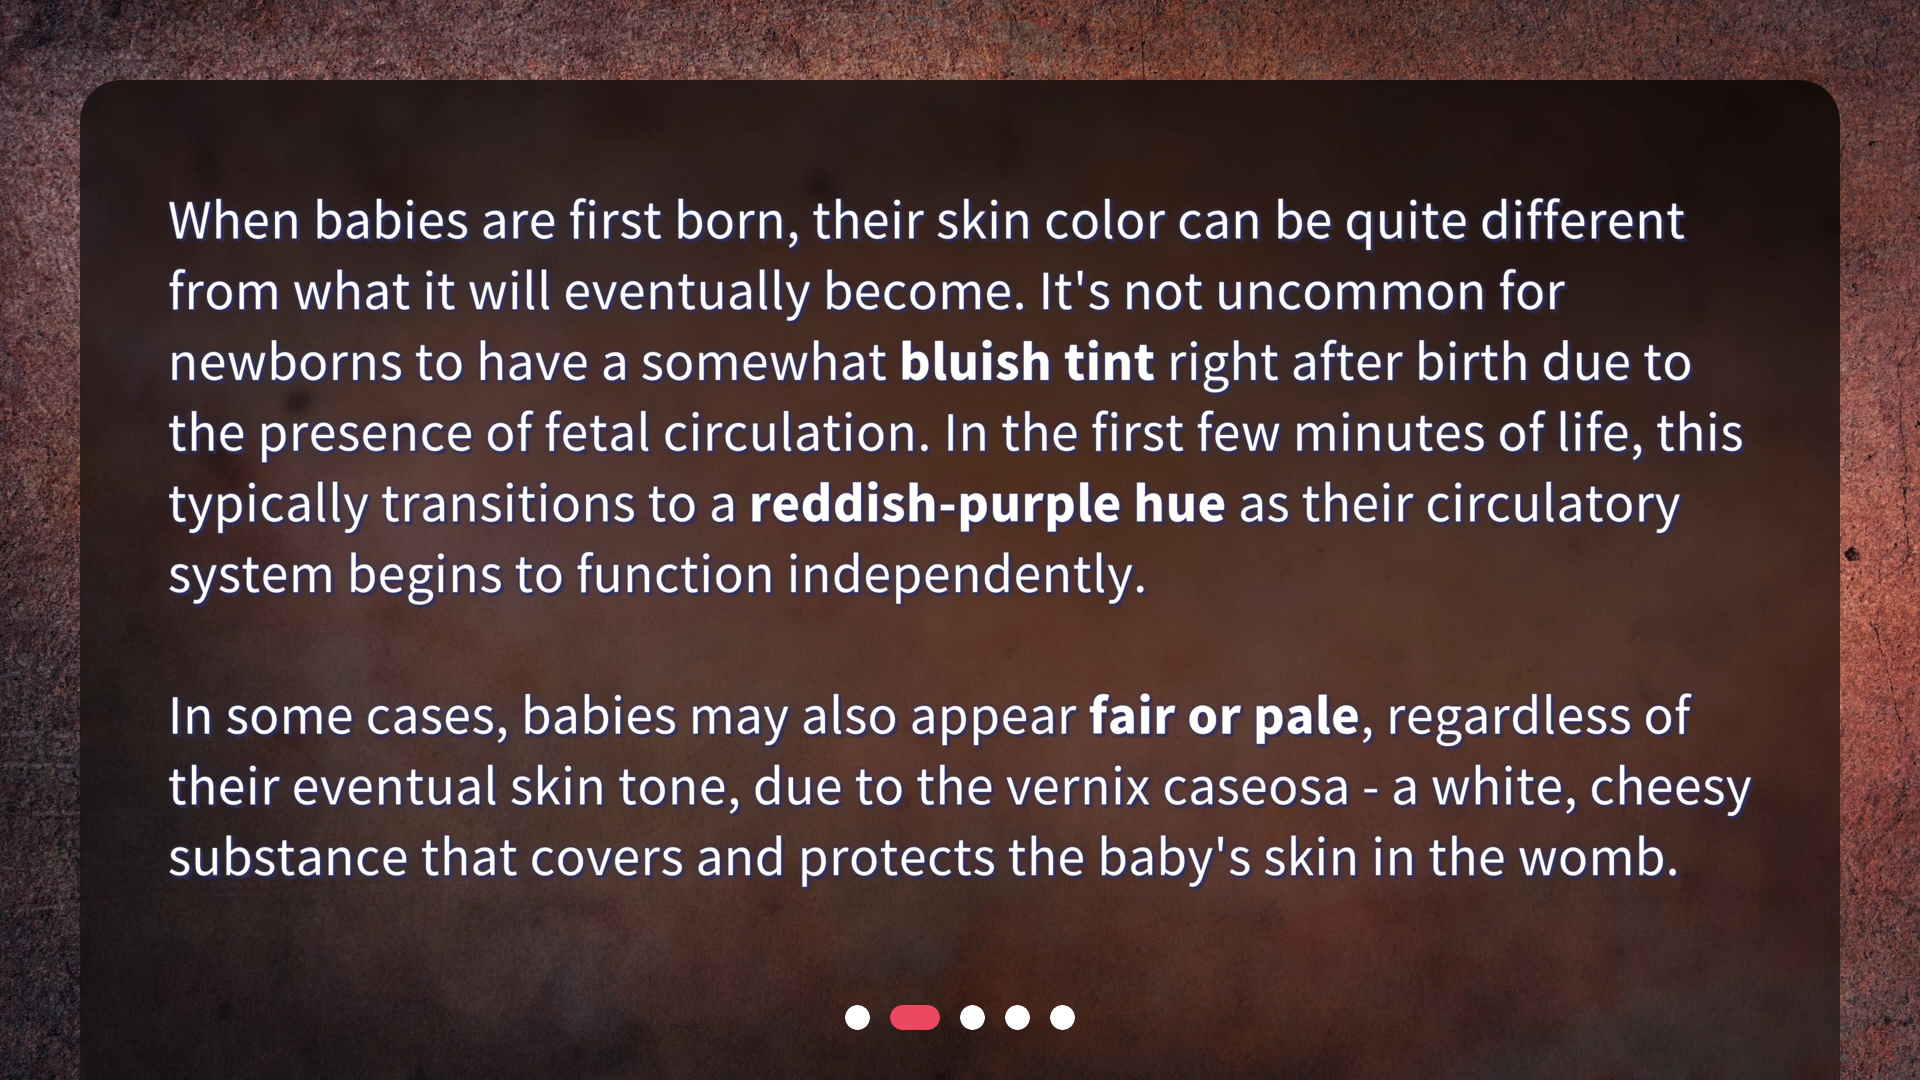 When babies are first born, their skin color can be quite different
from what it will eventually become. It's not uncommon for
newborns to have a somewhat bluish tint right after birth due to
the presence of fetal circulation. In the first few minutes of life, this
typically transitions to a reddish-purple hue as their circulatory
system begins to function independently.
In some cases, babies may also appear fair or pale, regardless of
their eventual skin tone, due to the vernix caseosa - a white, cheesy
substance that covers and protects the baby's skin in the womb.